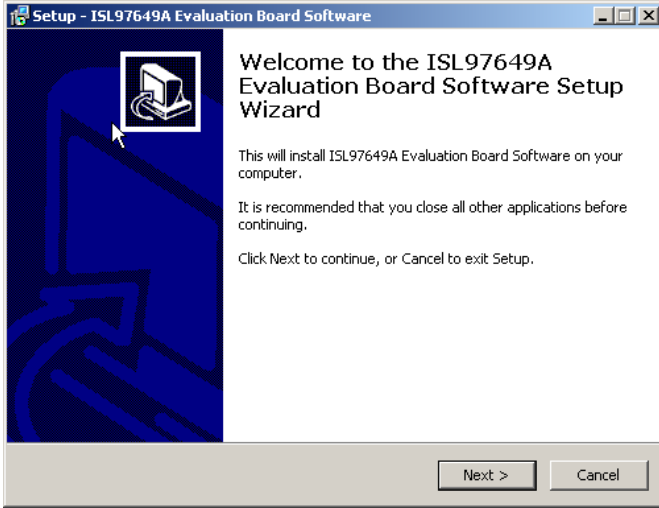 Setup - ISL97649A Evaluation Board Software
Welcome to the ISL97649A
Evaluation Board Software Setup
Wizard
This will install ISL97649A Evaluation Board Software on your
computer.
It is recommended that you close all other applications before
continuing.
Click Next to continue, or Cancel to exit Setup.
Next >
Cancel